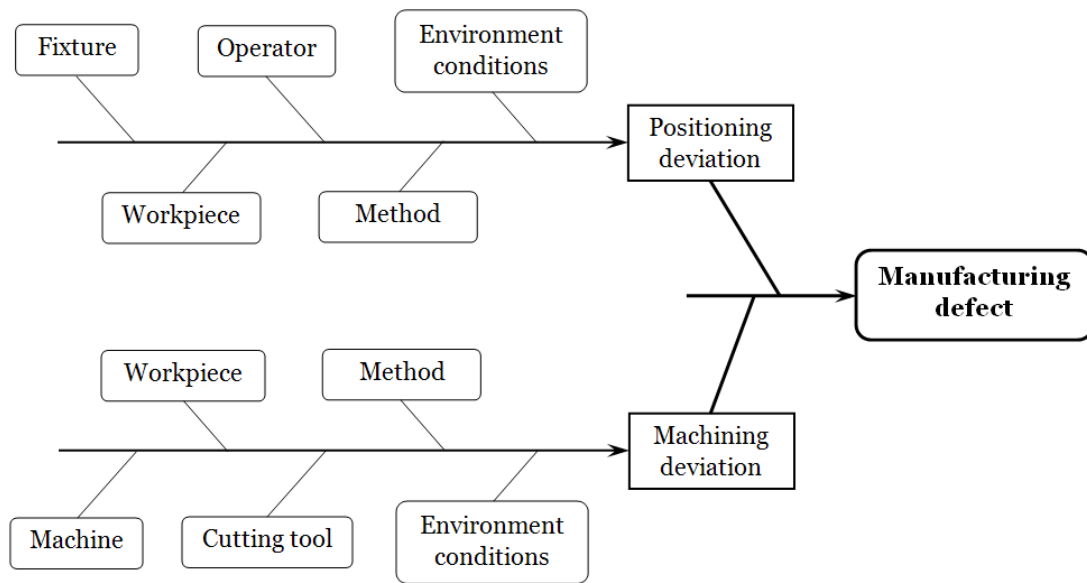 Fixture
Operator
Environment
conditions
Positioning
deviation
Workpiece
Method
Manufacturing
defect
Workpiece
Method
Machining
deviation
Machine
Cutting tool
Environment
conditions